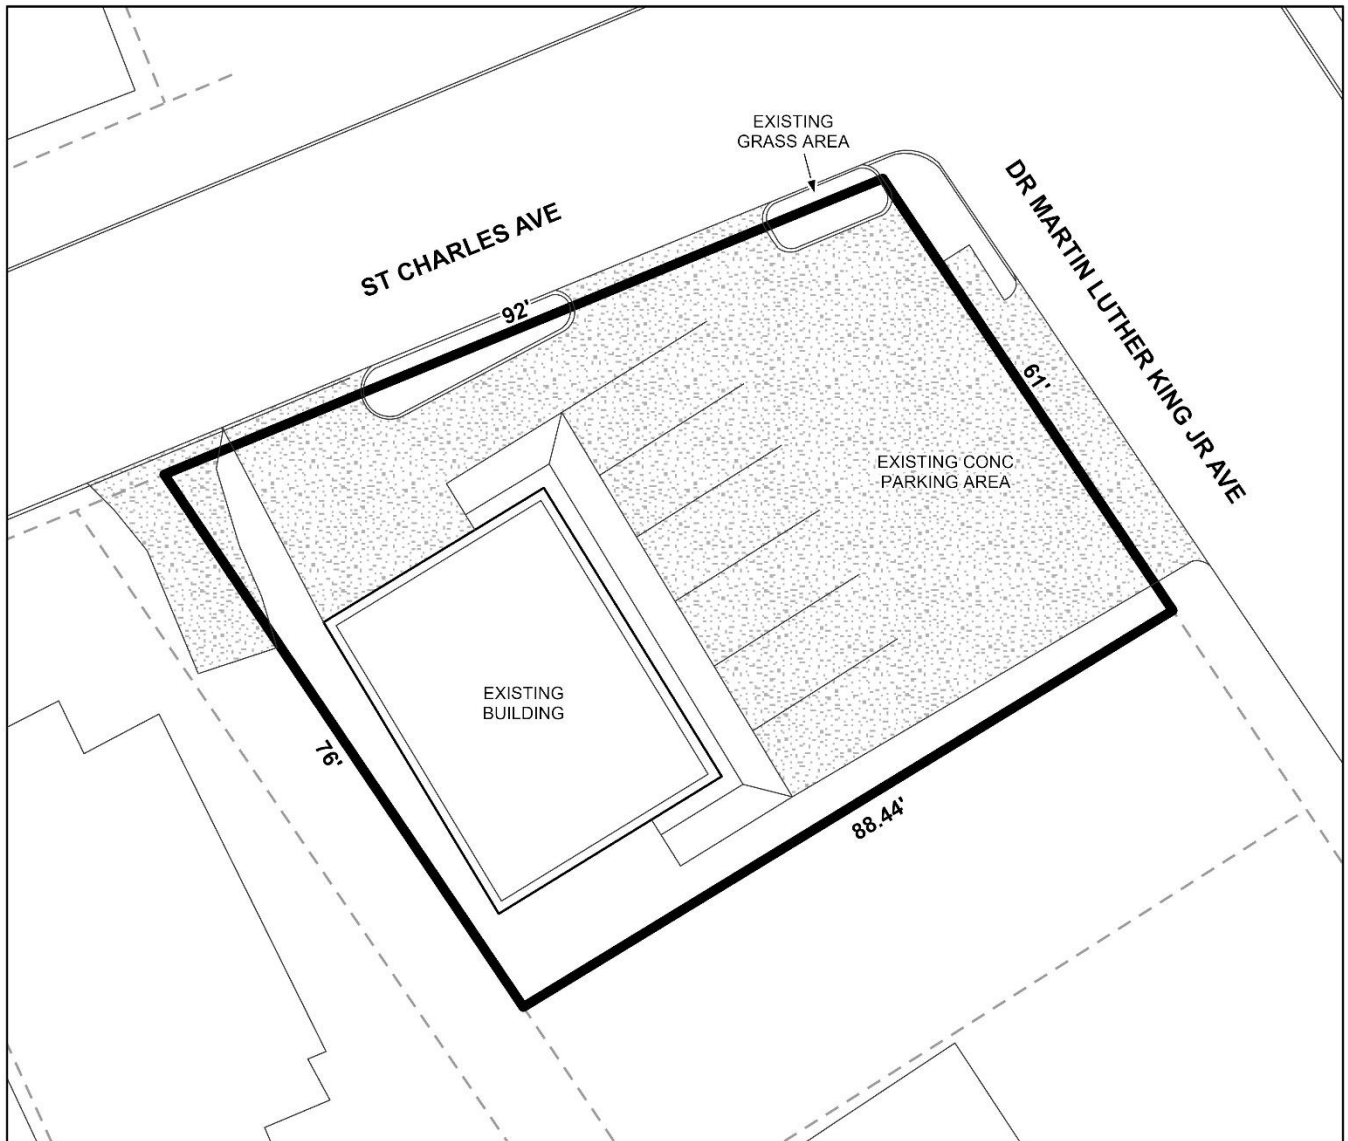 EXISTING
GRASS AREA
ST CHARLES AVE
DR MARTIN LUTHER KING JR AVE
92'
61'
EXISTING CONC
PARKING AREA
EXISTING
BUILDING
76'
88.44'